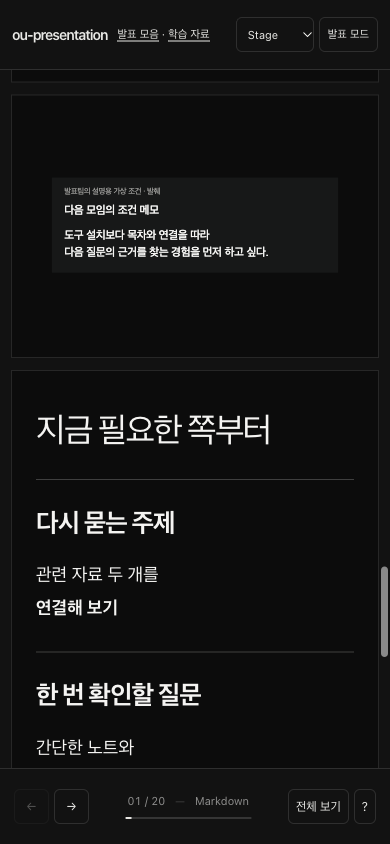 ou-presentation 발표 모음 · 학습 자료 Stage 발표 모드
발표팀의 설명용 가상 조건 · 발췌
다음 모임의 조건 메모
도구 설치보다 목차와 연결을 따라
다음 질문의 근거를 찾는 경험을 먼저 하고 싶다.
지금 필요한 쪽부터
다시 묻는 주제
관련 자료 두 개를
연결해 보기
한 번 확인할 질문
간단한 노트와
← → 01 / 20 — Markdown 전체 보기 ?